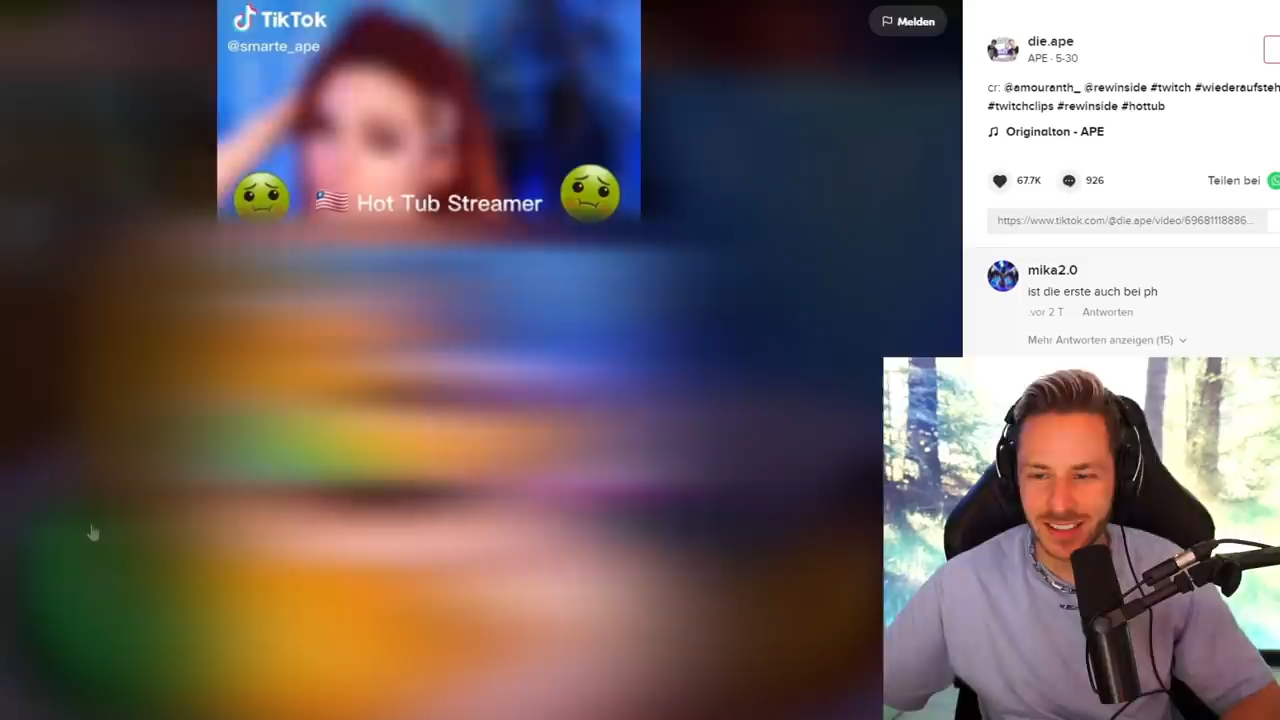 TikTok
@smarte_ape
Hot Tub Streamer
Melden
die.ape
APE · 5-30
cr: @amouranth_ @rewinside #twitch #wiederaufsteh
#twitchclips #rewinside #hottub
Originalton - APE
67.7K
926
Teilen bei
https://www.tiktok.com/@die.ape/video/69681118886...
mika2.0
ist die erste auch bei ph
.vor 2 T
Antworten
Mehr Antworten anzeigen (15)